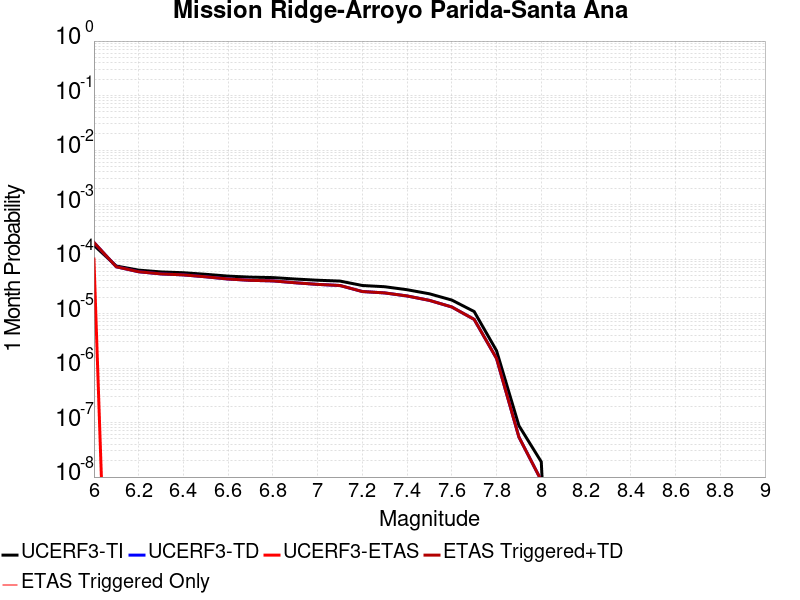 Mission Ridge-Arroyo Parida-Santa Ana
10^0
10^-1
10^-2
10^-3
10^-4
10^-5
10^-6
10^-7
10^-8
1 Month Probability
6 6.2 6.4 6.6 6.8 7 7.2 7.4 7.6 7.8 8 8.2 8.4 8.6 8.8 9
Magnitude
UCERF3-TI UCERF3-TD UCERF3-ETAS ETAS Triggered+TD
ETAS Triggered Only